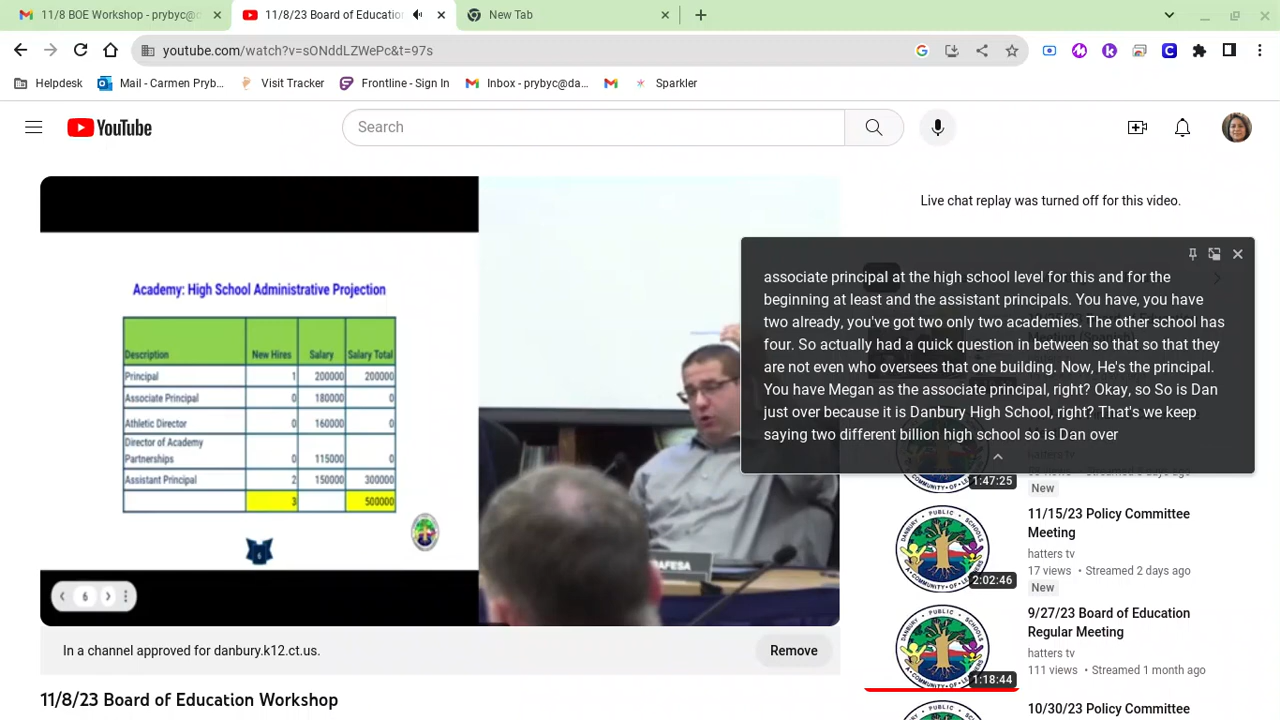 11/8 BOE Workshop - prybyc@d
11/8/23 Board of Education
New Tab
youtube.com/watch?v=sONddLZWePc&t=97s
Helpdesk
Mail - Carmen Pryb...
Visit Tracker
Frontline - Sign In
Inbox - prybyc@da...
Sparkler
YouTube
Search
Live chat replay was turned off for this video.
Academy: High School Administrative Projection
Description New Hires Salary Salary Total
Principal 1 200000 200000
Associate Principal 0 180000 0
Athletic Director 0 160000 0
Director of Academy
Partnerships 0 115000 0
Assistant Principal 2 150000 300000
3 500000
6
6
associate principal at the high school level for this and for the
beginning at least and the assistant principals. You have, you have
two already, you've got two only two academies. The other school has
four. So actually had a quick question in between so that so that they
are not even who oversees that one building. Now, He's the principal.
You have Megan as the associate principal, right? Okay, so So is Dan
just over because it is Danbury High School, right? That's we keep
saying two different billion high school so is Dan over
1:47:25
New
11/15/23 Policy Committee
Meeting
hatters tv
17 views • Streamed 2 days ago
New
2:02:46
9/27/23 Board of Education
Regular Meeting
hatters tv
111 views • Streamed 1 month ago
1:18:44
10/30/23 Policy Committee
In a channel approved for danbury.k12.ct.us.
Remove
11/8/23 Board of Education Workshop